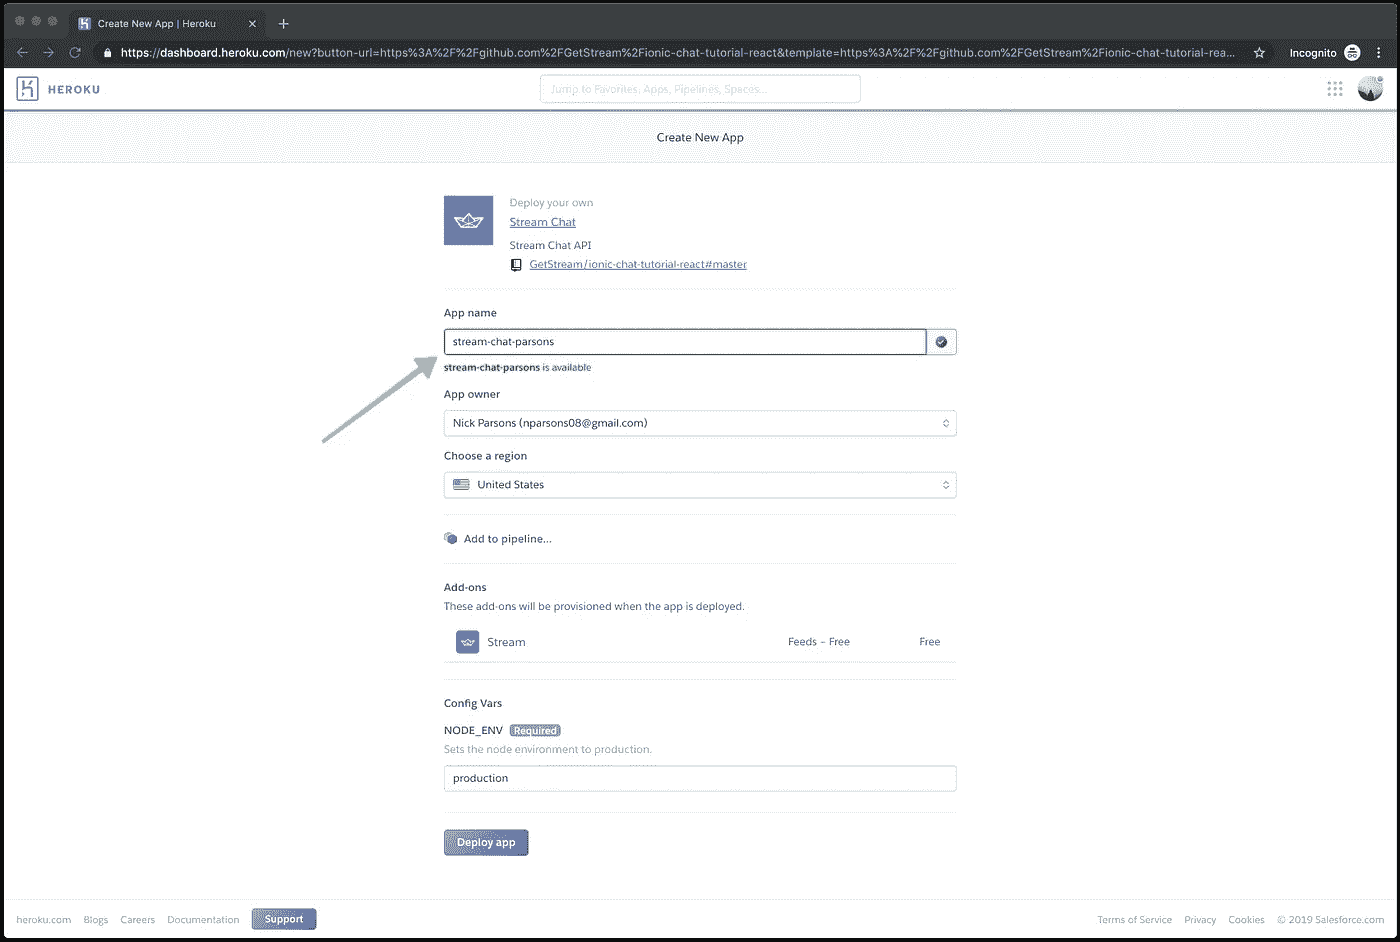 Create New App | Heroku
https://dashboard.heroku.com/new?button-url=https%3A%2F%2Fgithub.com%2FGetStream%2Fionic-chat-tutorial-react&template=https%3A%2F%2Fgithub.com%2FGetStream%2Fionic-chat-tutorial-rea...
Incognito
HEROKU
Jump to Favorites, Apps, Pipelines, Spaces...
Create New App
Deploy your own
Stream Chat
Stream Chat API
GetStream/ionic-chat-tutorial-react#master
App name
stream-chat-parsons
stream-chat-parsons is available
App owner
Nick Parsons (nparsons08@gmail.com)
Choose a region
United States
Add to pipeline...
Add-ons
These add-ons will be provisioned when the app is deployed.
Stream Feeds – Free Free
Config Vars
NODE_ENV Required
Sets the node environment to production.
production
Deploy app
heroku.com Blogs Careers Documentation Support Terms of Service Privacy Cookies © 2019 Salesforce.com